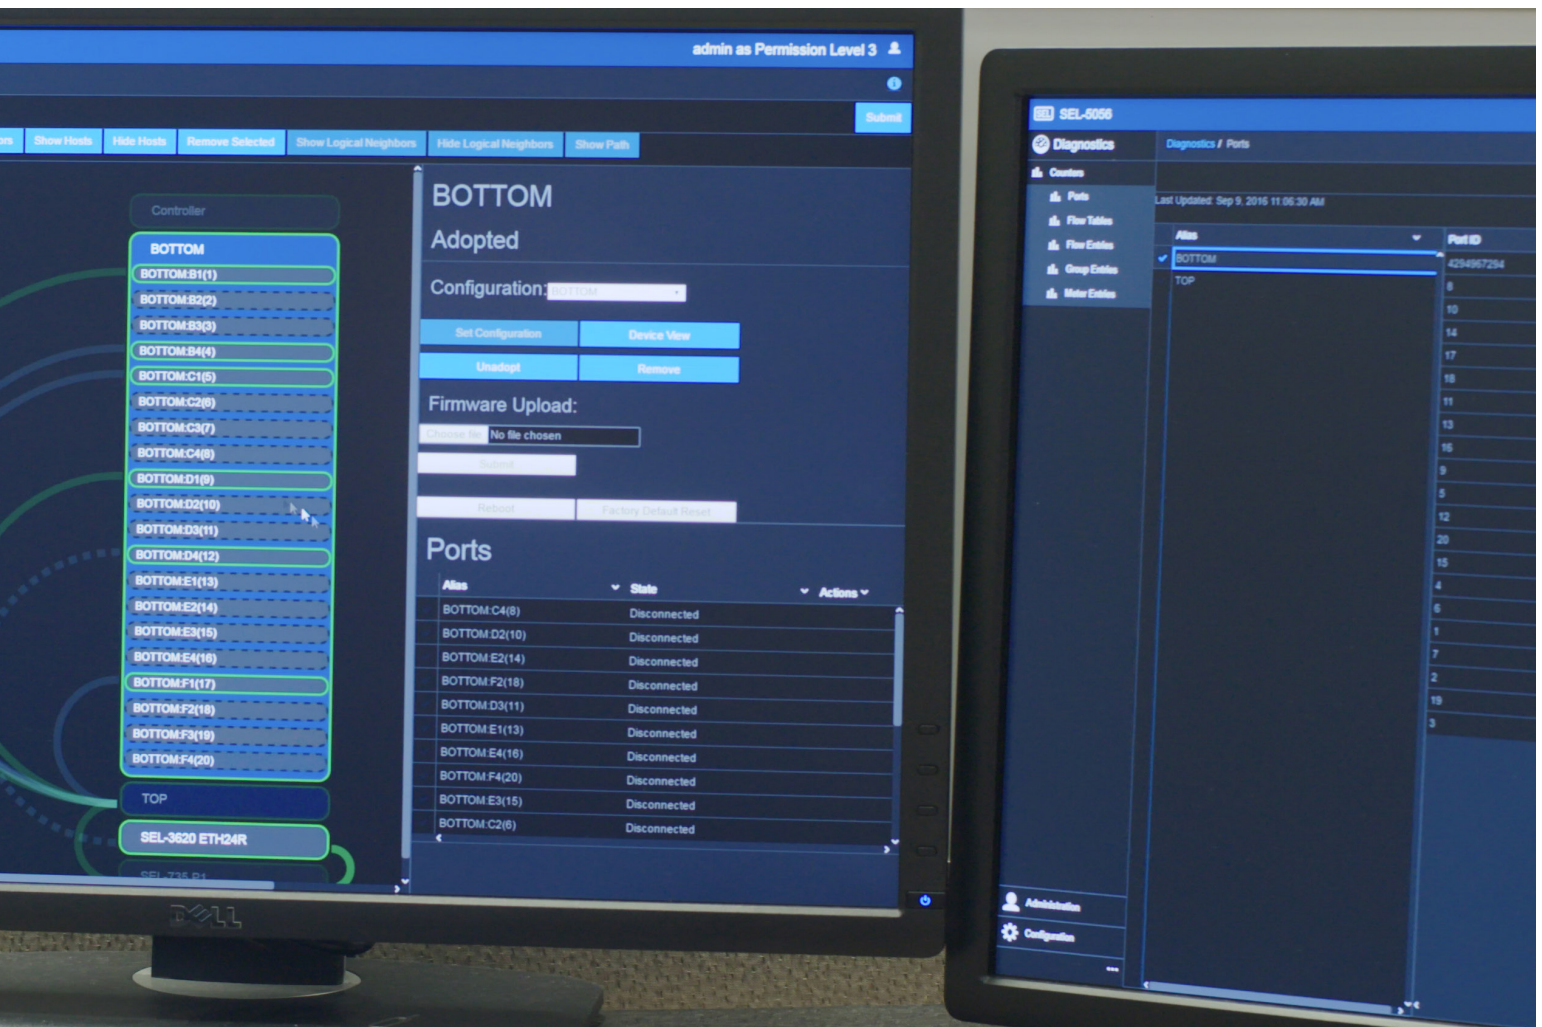 admin as Permission Level 3
Submit
Show Hosts
Hide Hosts
Remove Selected
Show Logical Neighbors
Hide Logical Neighbors
Show Path
Controller
BOTTOM
BOTTOM:B1(1)
BOTTOM:B2(2)
BOTTOM:B3(3)
BOTTOM:B4(4)
BOTTOM:C1(5)
BOTTOM:C2(6)
BOTTOM:C3(7)
BOTTOM:C4(8)
BOTTOM:D1(9)
BOTTOM:D2(10)
BOTTOM:D3(11)
BOTTOM:D4(12)
BOTTOM:E1(13)
BOTTOM:E2(14)
BOTTOM:E3(15)
BOTTOM:E4(16)
BOTTOM:F1(17)
BOTTOM:F2(18)
BOTTOM:F3(19)
BOTTOM:F4(20)
TOP
SEL-3620 ETH24R
SEL-735 P1
BOTTOM
Adopted
Configuration: BOTTOM
Set Configuration
Device View
Unadopt
Remove
Firmware Upload:
Choose file No file chosen
Submit
Reboot
Factory Default Reset
Ports
Alias State Actions
BOTTOM:C4(8) Disconnected
BOTTOM:D2(10) Disconnected
BOTTOM:E2(14) Disconnected
BOTTOM:F2(18) Disconnected
BOTTOM:D3(11) Disconnected
BOTTOM:E1(13) Disconnected
BOTTOM:E4(16) Disconnected
BOTTOM:F4(20) Disconnected
BOTTOM:E3(15) Disconnected
BOTTOM:C2(6) Disconnected
DELL
SEL SEL-5056
Diagnostics
Counters
Ports
Flow Tables
Flow Entries
Group Entries
Meter Entries
Administration
Configuration
Diagnostics / Ports
Last Updated: Sep 9, 2016 11:06:30 AM
Alias
BOTTOM
TOP
Port ID
4294967294
8
10
14
17
18
11
13
16
9
5
12
20
15
4
6
1
7
2
19
3